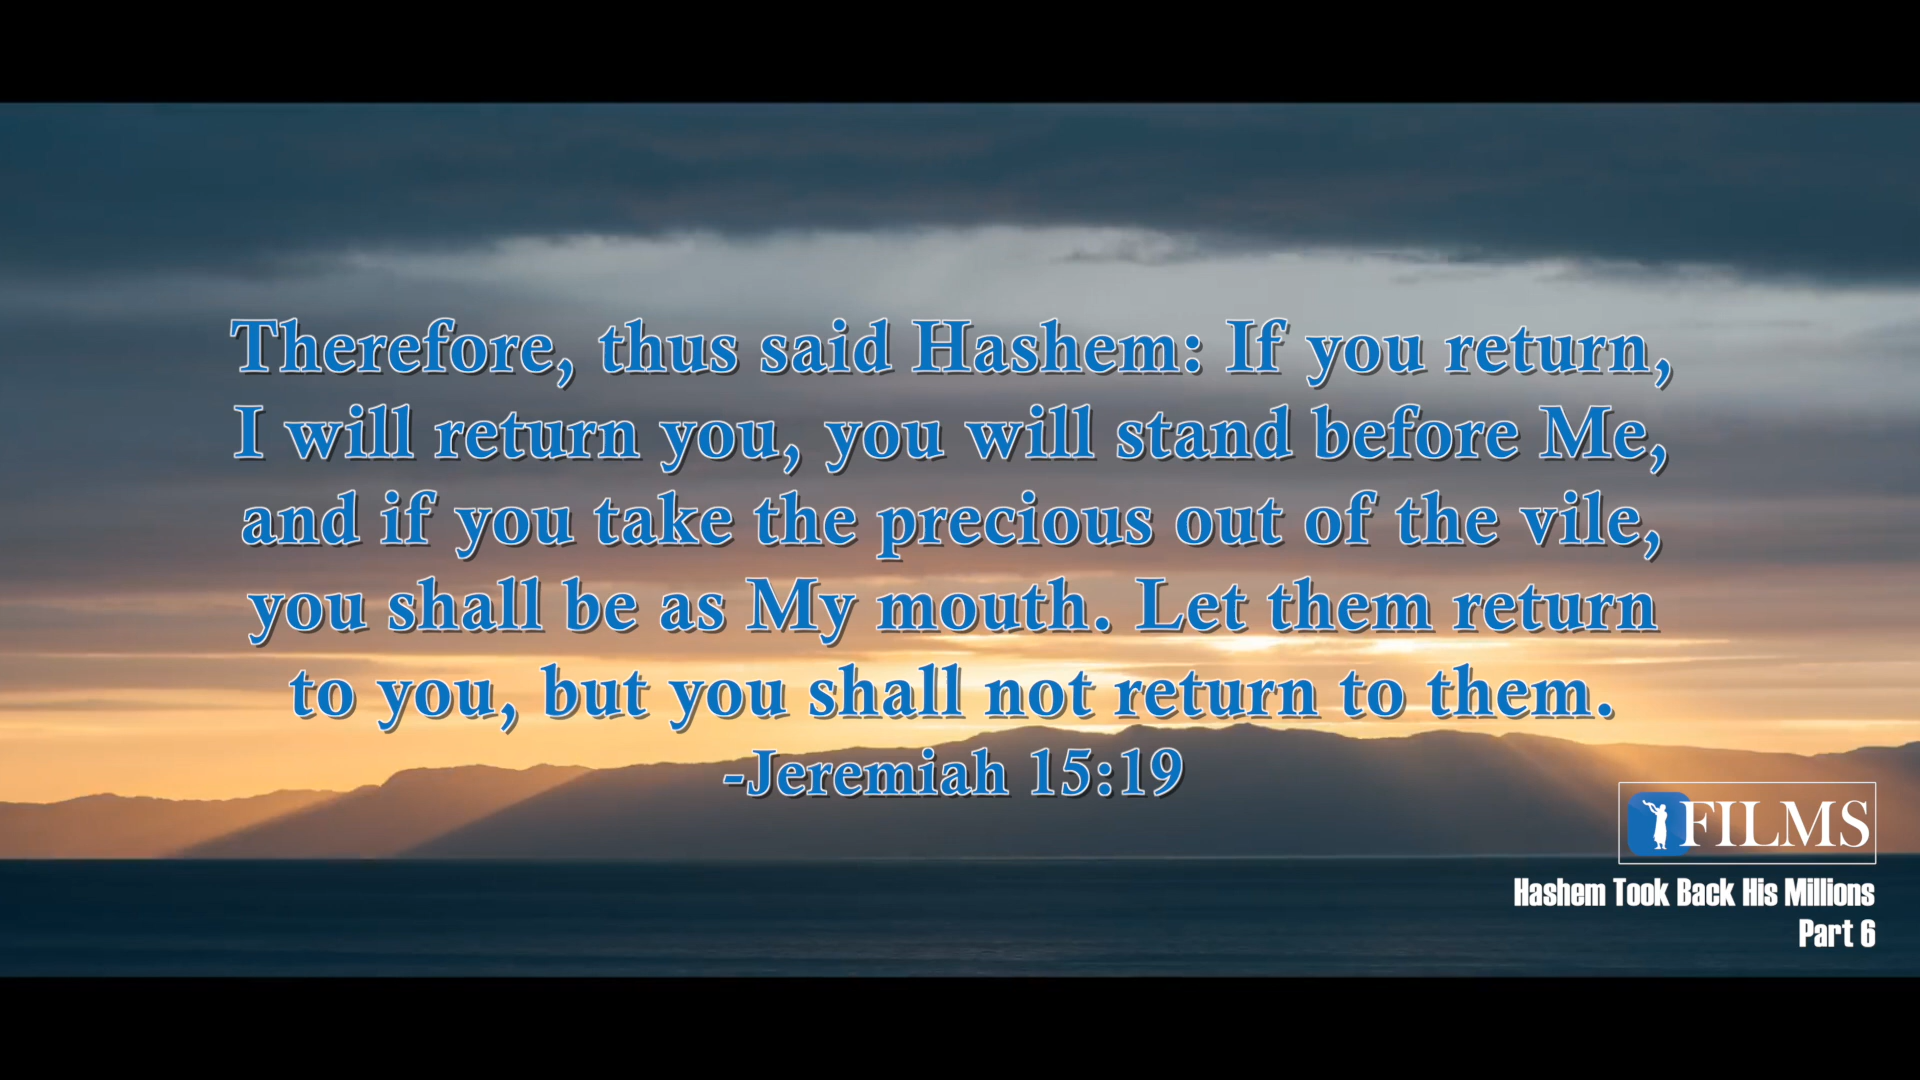 Therefore, thus said Hashem: If you return,
I will return you, you will stand before Me,
and if you take the precious out of the vile,
you shall be as My mouth. Let them return
to you, but you shall not return to them.
-Jeremiah 15:19
FILMS
Hashem Took Back His Millions
Part 6